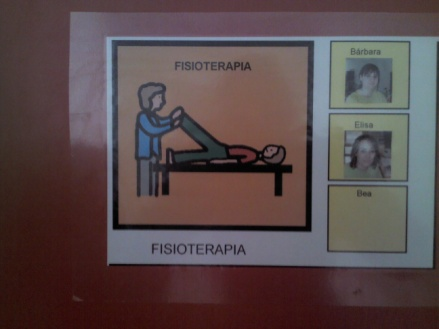 FISIOTERAPIA
Bárbara
Elisa
Bea
FISIOTERAPIA